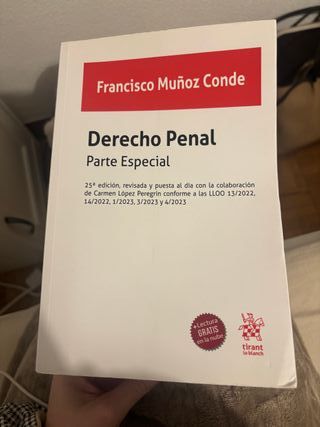 Francisco Muñoz Conde
Derecho Penal
Parte Especial
25ª edición, revisada y puesta al día con la colaboración
de Carmen López Peregrín conforme a las LLOO 13/2022,
14/2022, 1/2023, 3/2023 y 4/2023
+Lectura
GRATIS
en la nube
tirant
lo blanch